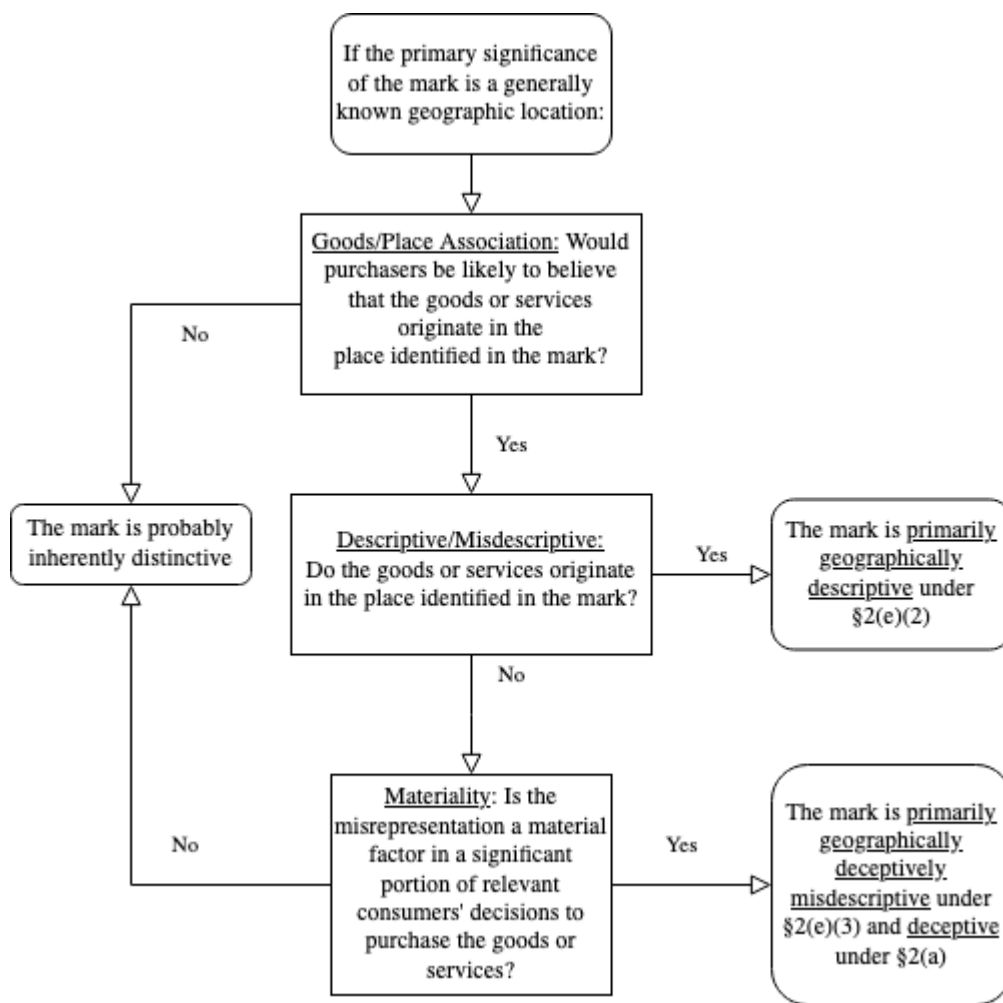 If the primary significance
of the mark is a generally
known geographic location:
Goods/Place Association: Would
purchasers be likely to believe
that the goods or services
originate in the
place identified in the mark?
No
Yes
The mark is probably
inherently distinctive
Descriptive/Misdescriptive:
Do the goods or services originate
in the place identified in the mark?
Yes
The mark is primarily
geographically
descriptive under
§2(e)(2)
No
Materiality: Is the
misrepresentation a material
factor in a significant
portion of relevant
consumers' decisions to
purchase the goods or
services?
No
Yes
The mark is primarily
geographically
deceptively
misdescriptive under
§2(e)(3) and deceptive
under §2(a)